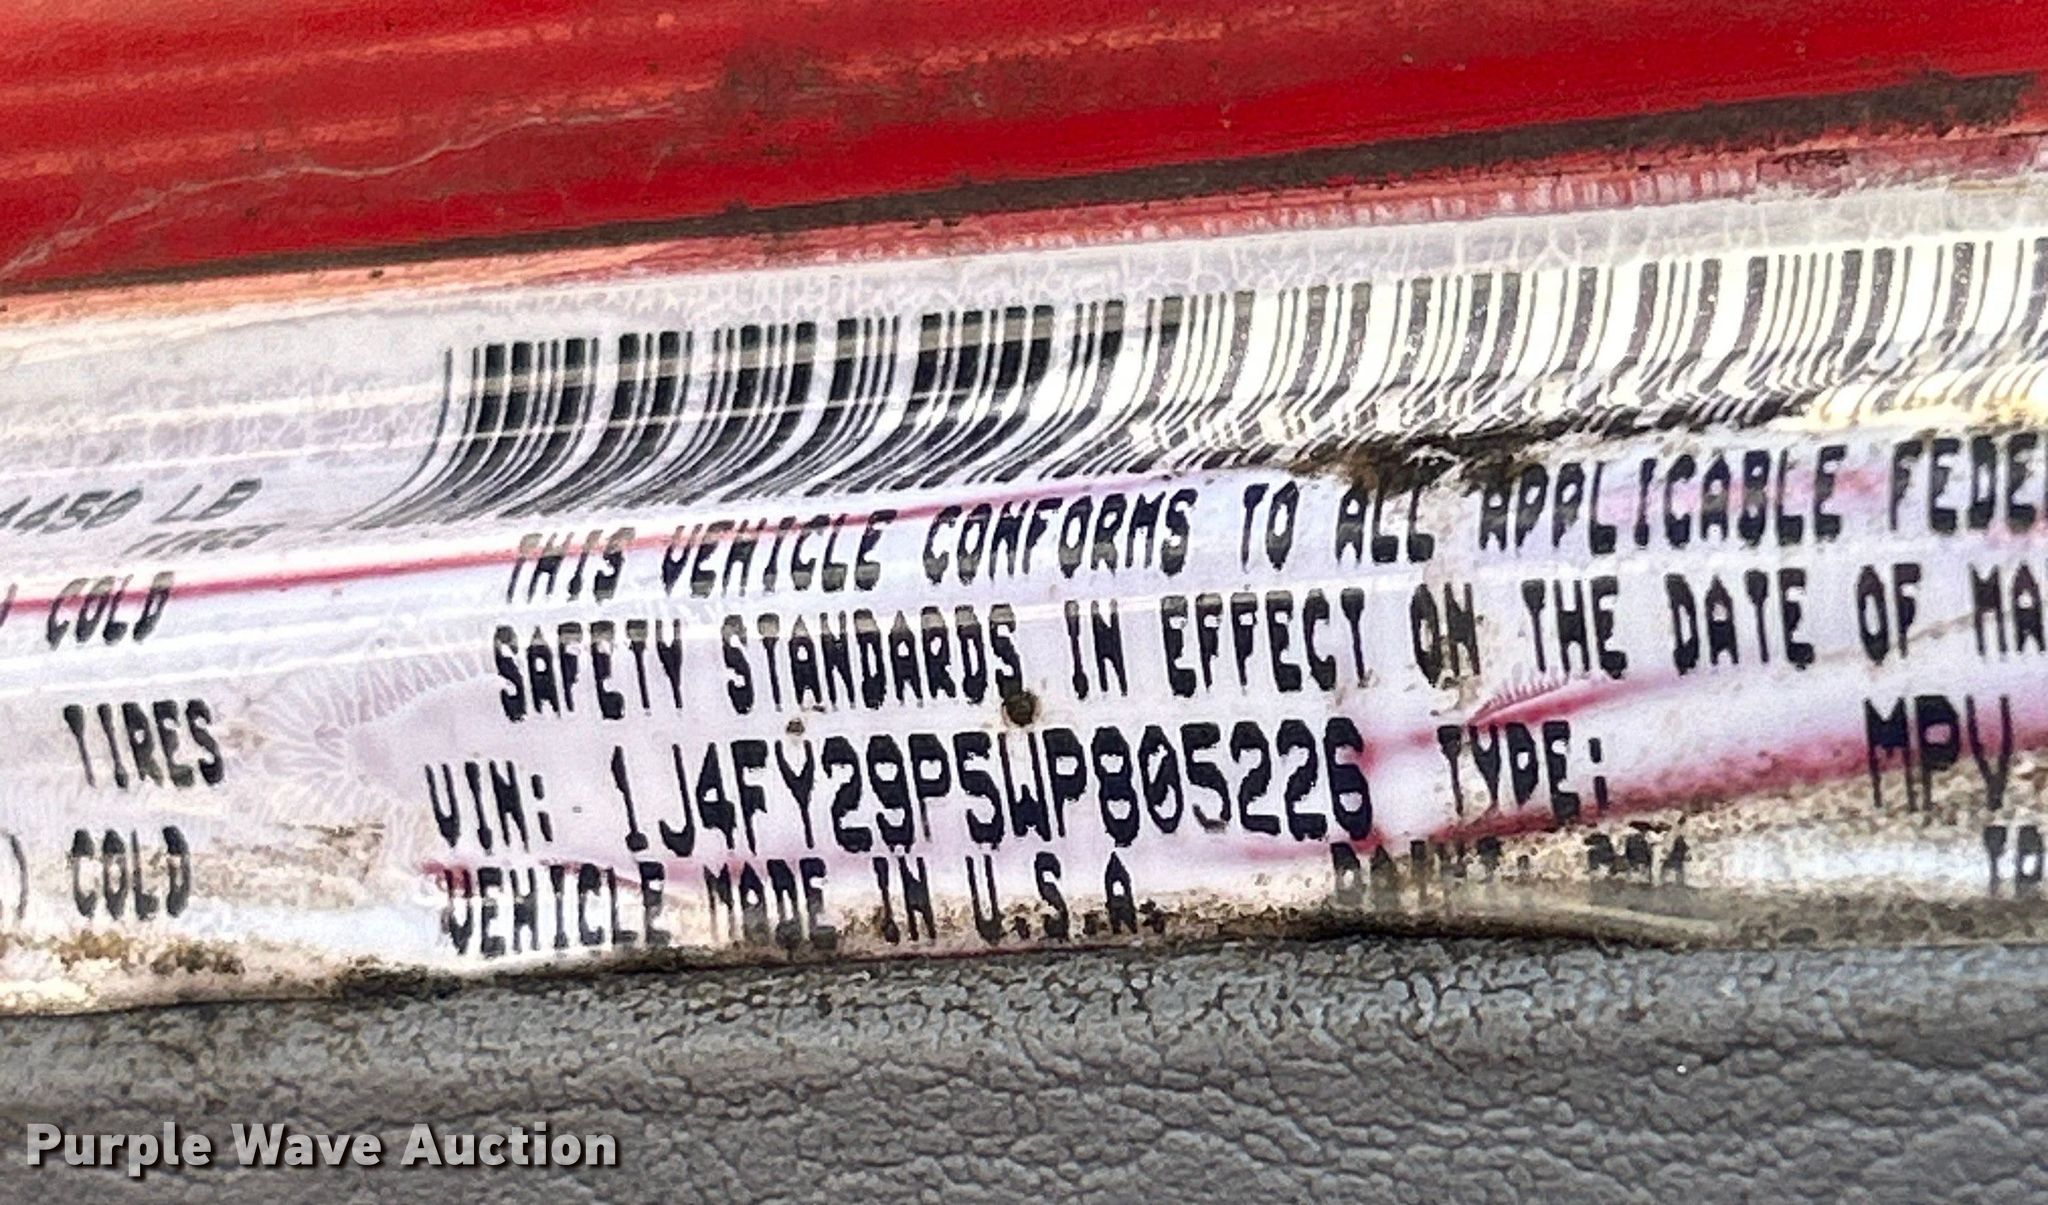 4450 LB
COLD
TIRES
) COLD
THIS VEHICLE CONFORMS TO ALL APPLICABLE FEDE
SAFETY STANDARDS IN EFFECT ON THE DATE OF MA
VIN: 1J4FY29P5WP805226 TYPE: MPV
VEHICLE MADE IN U.S.A.
Purple Wave Auction